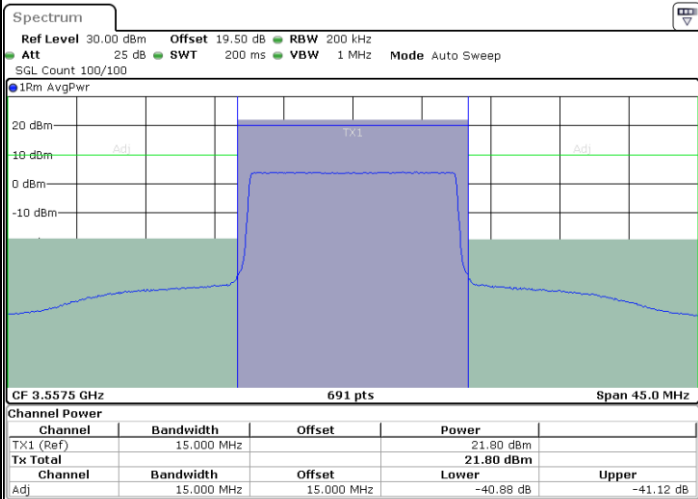 Spectrum
Ref Level 30.00 dBm Offset 19.50 dB RBW 200 kHz
Att 25 dB SWT 200 ms VBW 1 MHz Mode Auto Sweep
SGL Count 100/100
1Rm AvgPwr
20 dBm
TX1
Adj Adj
10 dBm
0 dBm
-10 dBm
CF 3.5575 GHz 691 pts Span 45.0 MHz
Channel Power
Channel Bandwidth Offset Power
TX1 (Ref) 15.000 MHz 21.80 dBm
Tx Total 21.80 dBm
Channel Bandwidth Offset Lower Upper
Adj 15.000 MHz 15.000 MHz -40.88 dB -41.12 dB